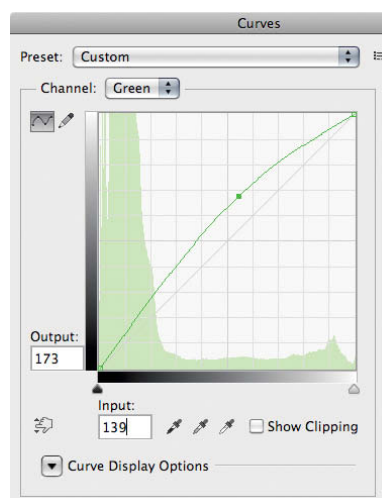 Curves
Preset: Custom
Channel: Green
Output:
173
Input:
139
Show Clipping
Curve Display Options